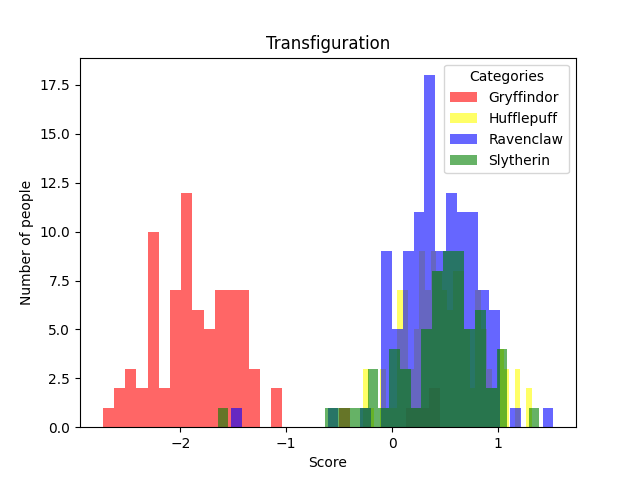 Transfiguration
Categories
Gryffindor
Hufflepuff
Ravenclaw
Slytherin
Number of people
17.5
15.0
12.5
10.0
7.5
5.0
2.5
0.0
−2
−1
0
1
Score